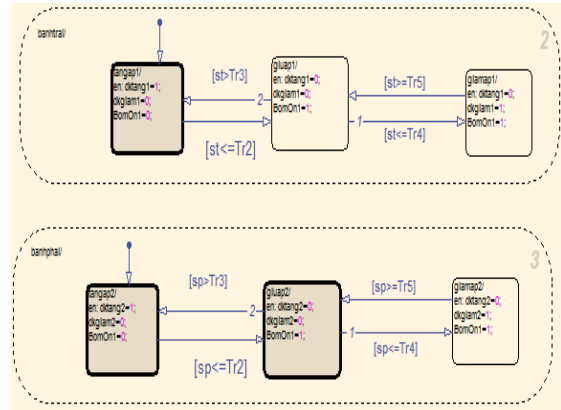 banhtrai/
2
tangap1/
en: dktang1=1;
dkgiam1=0;
BomOn1=0;
[st>Tr3]
2
[st<=Tr2]
giuap1/
en: dktang1=0;
dkgiam1=0;
BomOn1=1;
[st>=Tr5]
1
[st<=Tr4]
giamap1/
en: dktang1=0;
dkgiam1=1;
BomOn1=1;
banhphai/
3
tangap2/
en: dktang2=1;
dkgiam2=0;
BomOn1=0;
[sp>Tr3]
2
[sp<=Tr2]
giuap2/
en: dktang2=0;
dkgiam2=0;
BomOn1=1;
[sp>=Tr5]
1
[sp<=Tr4]
giamap2/
en: dktang2=0;
dkgiam2=1;
BomOn1=1;